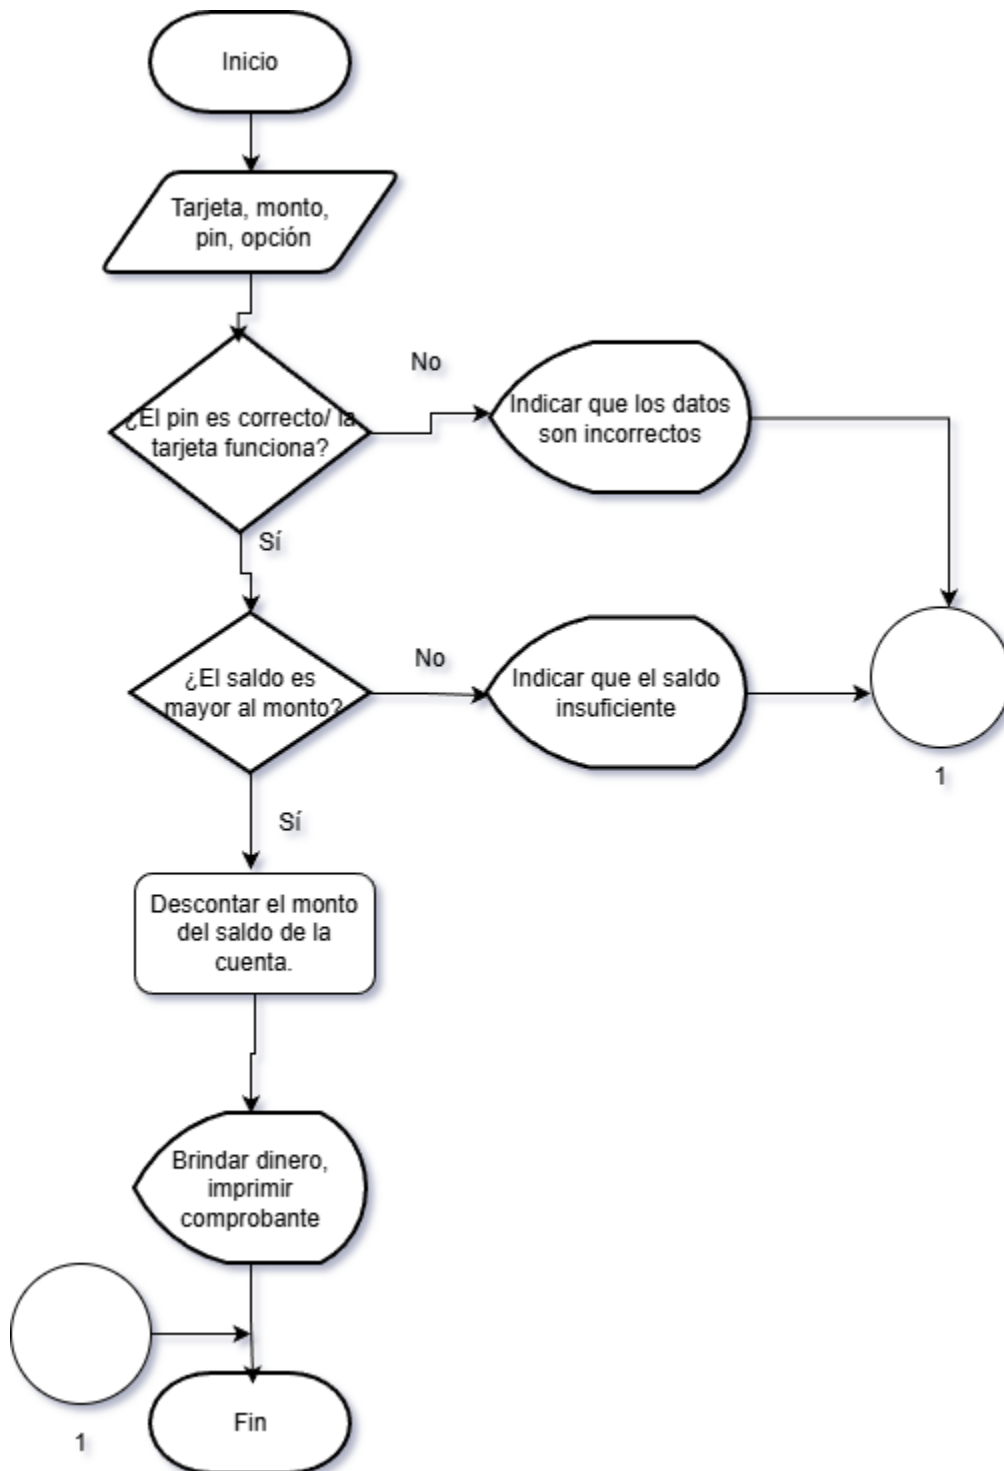 Inicio
Tarjeta, monto,
pin, opción
¿El pin es correcto/ la
tarjeta funciona?
No
Indicar que los datos
son incorrectos
Sí
¿El saldo es
mayor al monto?
No
Indicar que el saldo
insuficiente
1
Sí
Descontar el monto
del saldo de la
cuenta.
Brindar dinero,
imprimir
comprobante
1
Fin